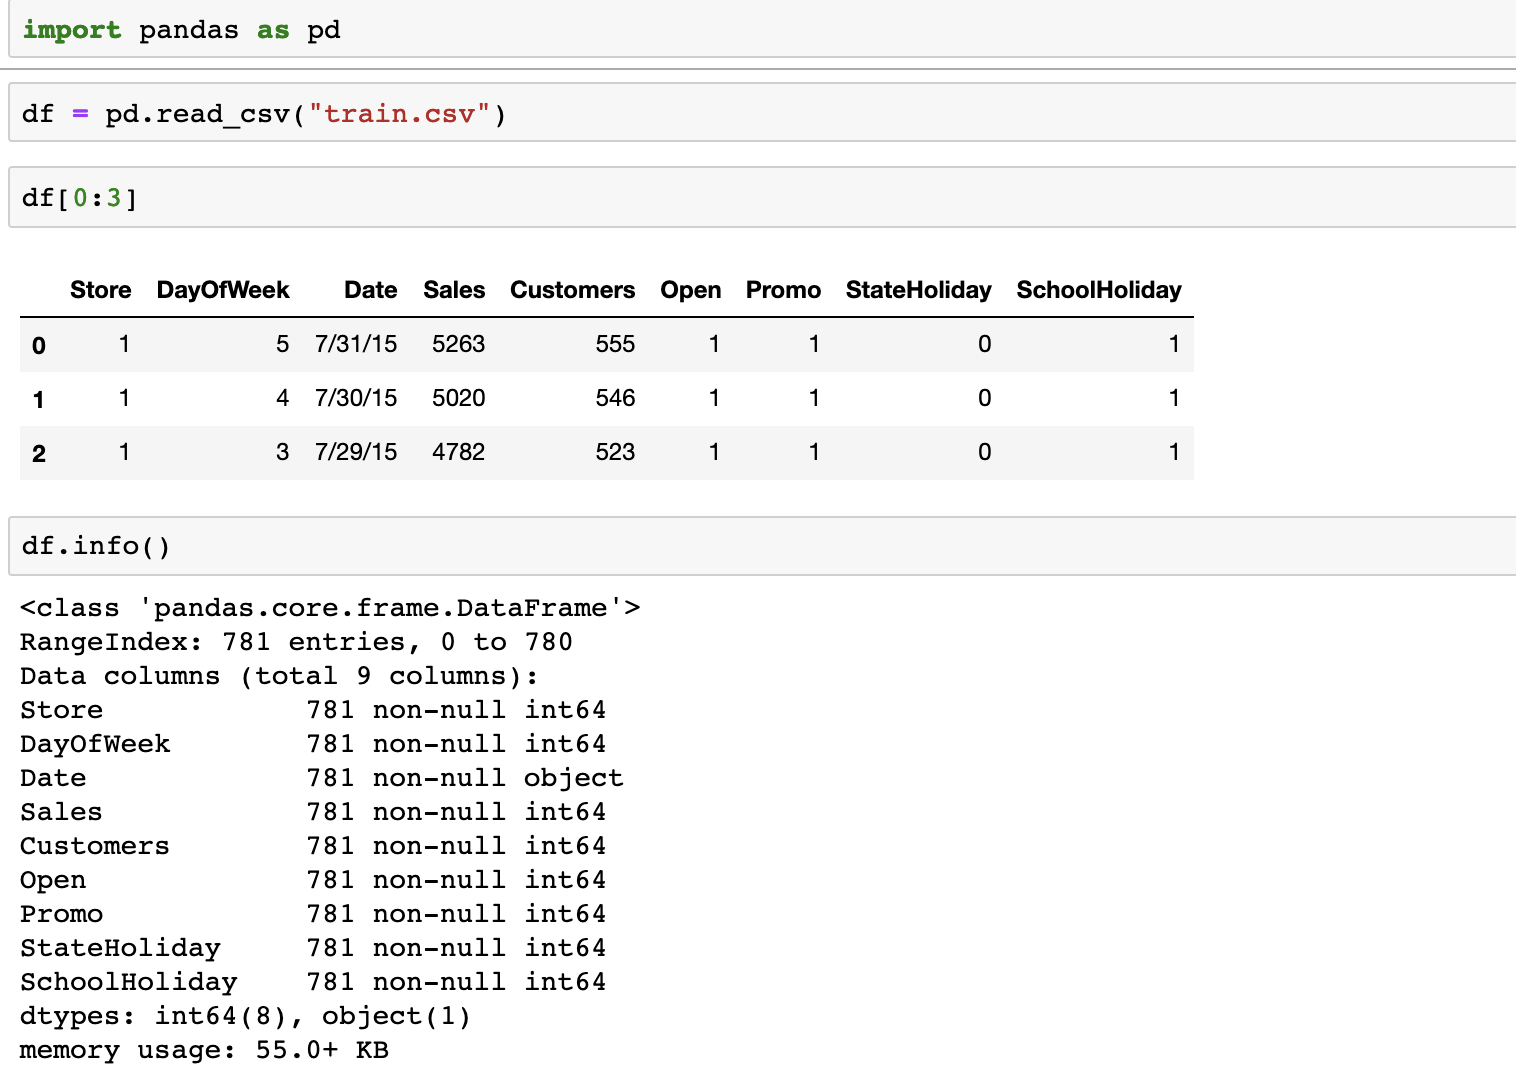 import pandas as pd
df = pd.read_csv("train.csv")
df[0:3]
Store DayOfWeek Date Sales Customers Open Promo StateHoliday SchoolHoliday
0 1 5 7/31/15 5263 555 1 1 0 1
1 1 4 7/30/15 5020 546 1 1 0 1
2 1 3 7/29/15 4782 523 1 1 0 1
df.info()
<class 'pandas.core.frame.DataFrame'>
RangeIndex: 781 entries, 0 to 780
Data columns (total 9 columns):
Store 781 non-null int64
DayOfWeek 781 non-null int64
Date 781 non-null object
Sales 781 non-null int64
Customers 781 non-null int64
Open 781 non-null int64
Promo 781 non-null int64
StateHoliday 781 non-null int64
SchoolHoliday 781 non-null int64
dtypes: int64(8), object(1)
memory usage: 55.0+ KB